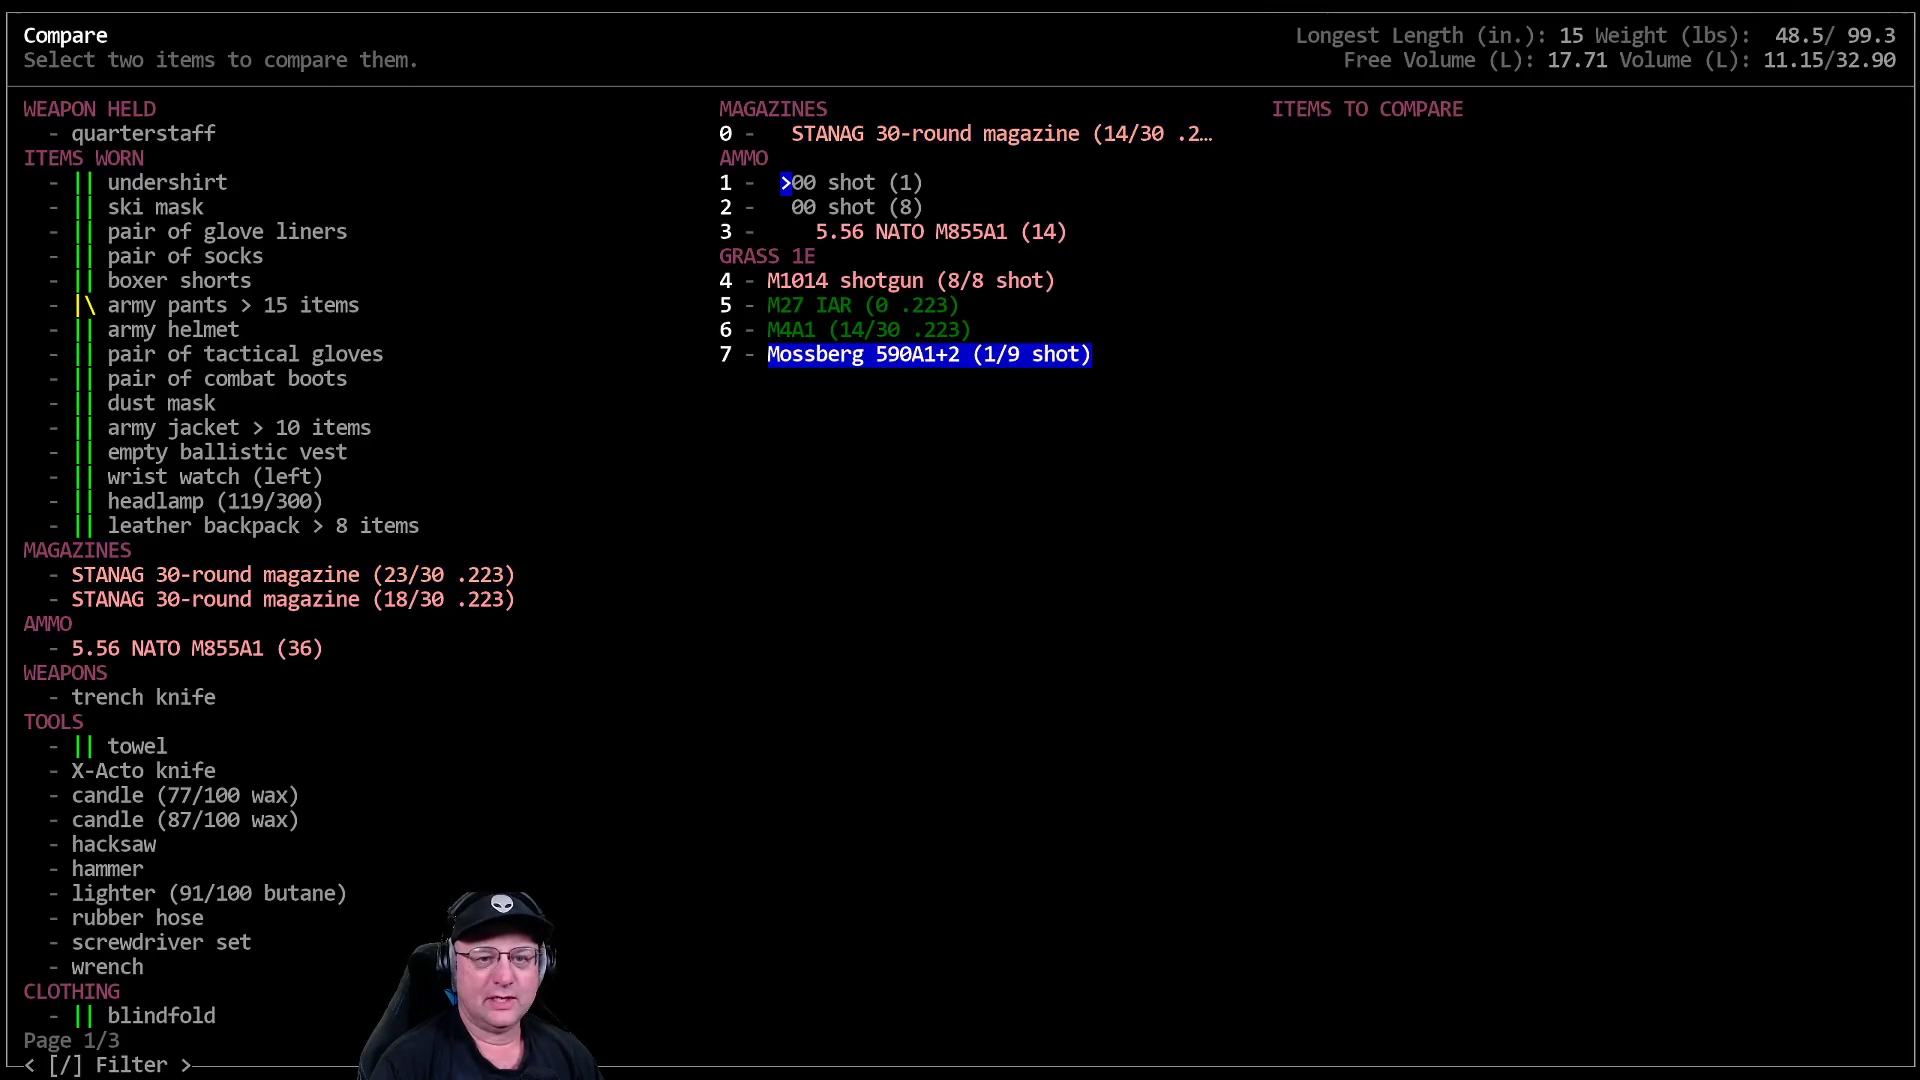 Compare
Select two items to compare them.
Longest Length (in.): 15 Weight (lbs): 48.5/ 99.3
Free Volume (L): 17.71 Volume (L): 11.15/32.90
WEAPON HELD
- quarterstaff
ITEMS WORN
- || undershirt
- || ski mask
- || pair of glove liners
- || pair of socks
- || boxer shorts
- |\ army pants > 15 items
- || army helmet
- || pair of tactical gloves
- || pair of combat boots
- || dust mask
- || army jacket > 10 items
- || empty ballistic vest
- || wrist watch (left)
- || headlamp (119/300)
- || leather backpack > 8 items
MAGAZINES
- STANAG 30-round magazine (23/30 .223)
- STANAG 30-round magazine (18/30 .223)
AMMO
- 5.56 NATO M855A1 (36)
WEAPONS
- trench knife
TOOLS
- || towel
- X-Acto knife
- candle (77/100 wax)
- candle (87/100 wax)
- hacksaw
- hammer
- lighter (91/100 butane)
- rubber hose
- screwdriver set
- wrench
CLOTHING
- || blindfold
Page 1/3
< [/] Filter >
MAGAZINES
0 - STANAG 30-round magazine (14/30 .2…
AMMO
1 - >00 shot (1)
2 - 00 shot (8)
3 - 5.56 NATO M855A1 (14)
GRASS 1E
4 - M1014 shotgun (8/8 shot)
5 - M27 IAR (0 .223)
6 - M4A1 (14/30 .223)
7 - Mossberg 590A1+2 (1/9 shot)
ITEMS TO COMPARE